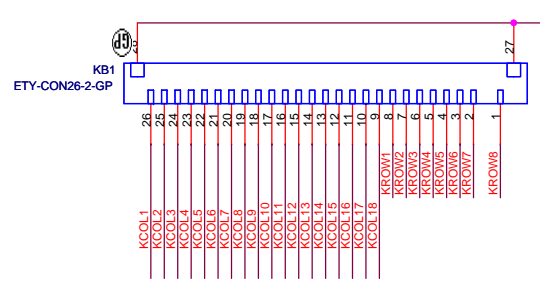 GP
28
27
KB1
ETY-CON26-2-GP
26
25
24
23
22
21
20
19
18
17
16
15
14
13
12
11
10
9
8
7
6
5
4
3
2
1
KCOL1
KCOL2
KCOL3
KCOL4
KCOL5
KCOL6
KCOL7
KCOL8
KCOL9
KCOL10
KCOL11
KCOL12
KCOL13
KCOL14
KCOL15
KCOL16
KCOL17
KCOL18
KROW1
KROW2
KROW3
KROW4
KROW5
KROW6
KROW7
KROW8